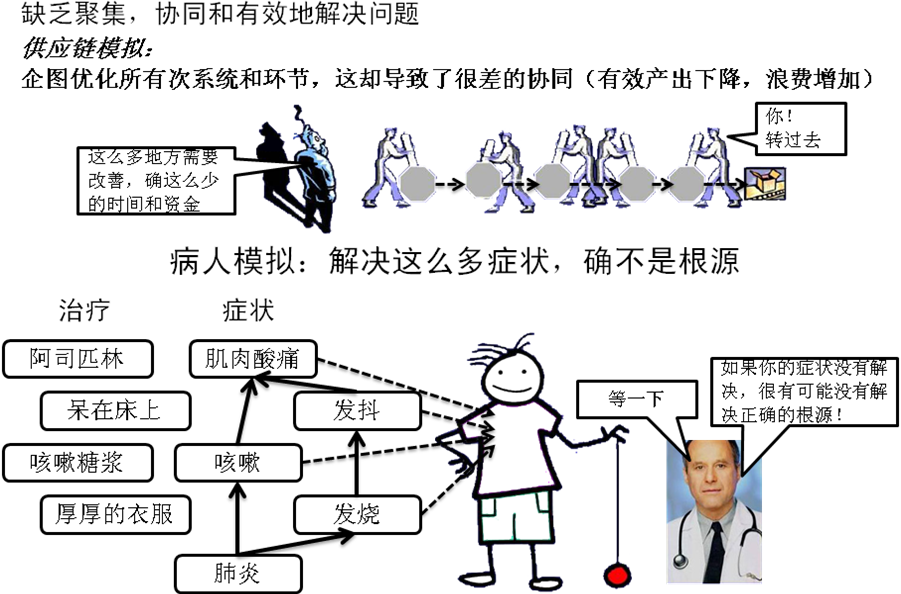 缺乏聚集，协同和有效地解决问题
供应链模拟：
企图优化所有次系统和环节，这却导致了很差的协同（有效产出下降，浪费增加）
你！
转过去
这么多地方需要
改善，确这么少
的时间和资金
病人模拟：解决这么多症状，确不是根源
治疗
症状
阿司匹林
肌肉酸痛
呆在床上
发抖
咳嗽糖浆
咳嗽
厚厚的衣服
发烧
肺炎
等一下
如果你的症状没有解
决，很有可能没有解
决正确的根源！